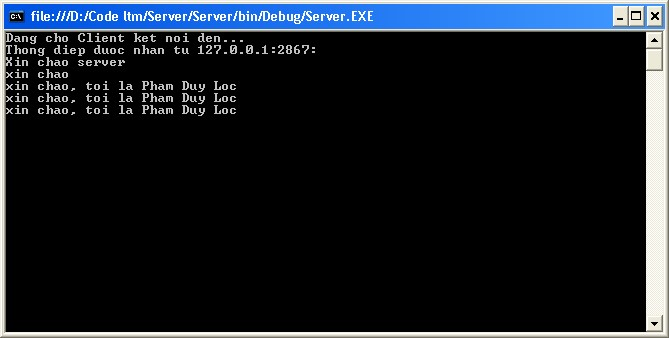 file:///D:/Code ltm/Server/Server/bin/Debug/Server.EXE
Dang cho Client ket noi den...
Thong diep duoc nhan tu 127.0.0.1:2867:
Xin chao server
xin chao
xin chao, toi la Pham Duy Loc
xin chao, toi la Pham Duy Loc
xin chao, toi la Pham Duy Loc